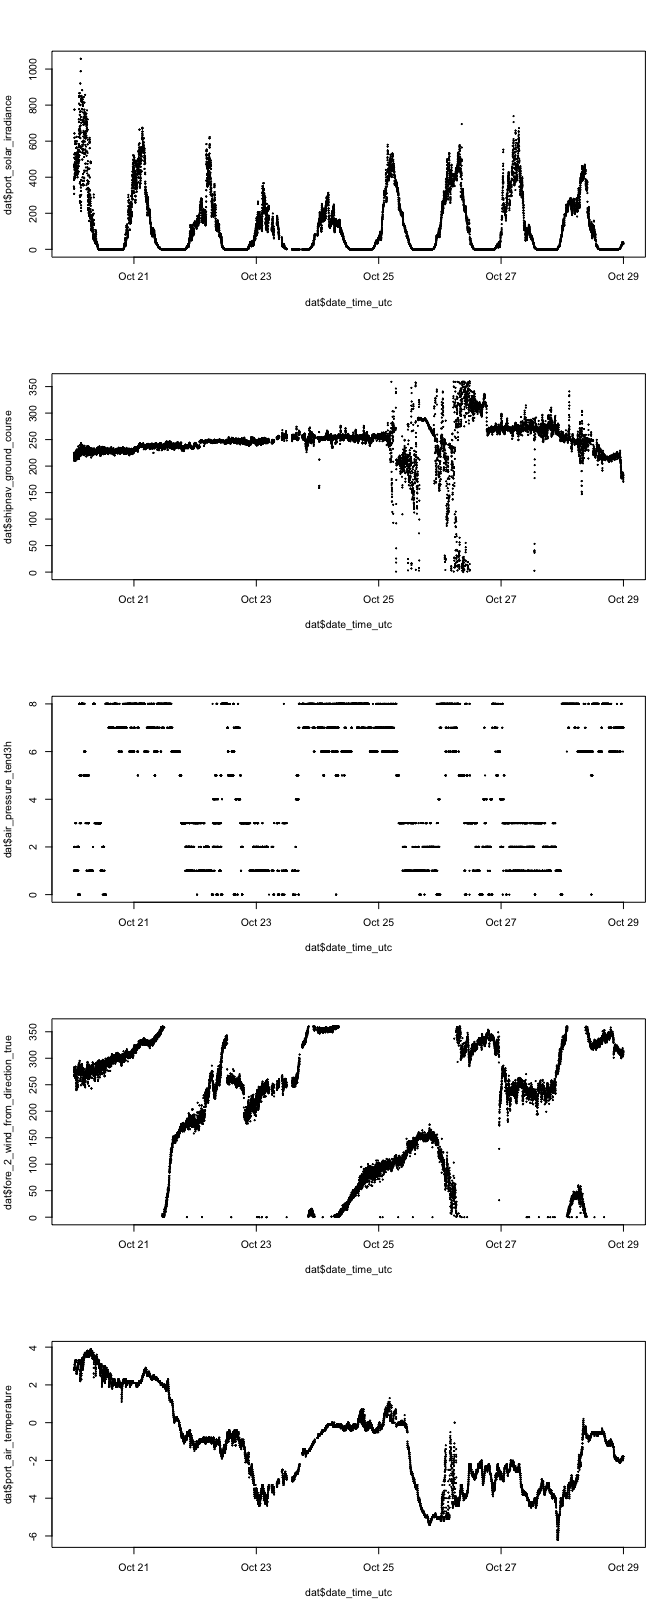 dat$port_solar_irradiance
1000
800
600
400
200
0
Oct 21 Oct 23 Oct 25 Oct 27 Oct 29
dat$date_time_utc
dat$shipnav_ground_course
350
300
250
200
150
100
50
0
Oct 21 Oct 23 Oct 25 Oct 27 Oct 29
dat$date_time_utc
dat$air_pressure_tend3h
8
6
4
2
0
Oct 21 Oct 23 Oct 25 Oct 27 Oct 29
dat$date_time_utc
dat$fore_2_wind_from_direction_true
350
300
250
200
150
100
50
0
Oct 21 Oct 23 Oct 25 Oct 27 Oct 29
dat$date_time_utc
dat$port_air_temperature
4
2
0
-2
-4
-6
Oct 21 Oct 23 Oct 25 Oct 27 Oct 29
dat$date_time_utc